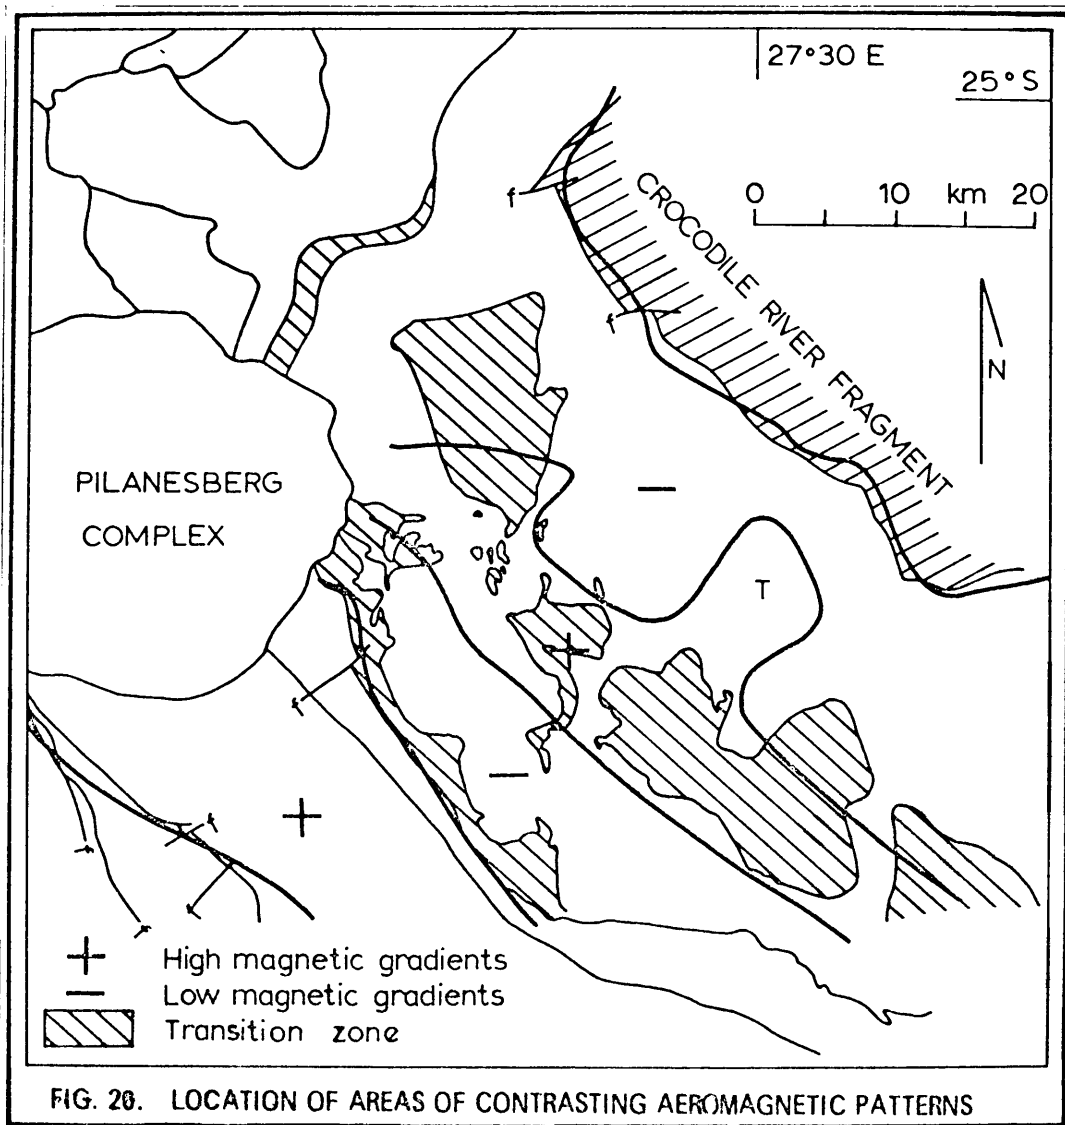 27°30 E
25°S
0 10 km 20
CROCODILE RIVER FRAGMENT
f
f
N
PILANESBERG
COMPLEX
T
f
f
f
f
f
+ High magnetic gradients
— Low magnetic gradients
Transition zone
FIG. 20. LOCATION OF AREAS OF CONTRASTING AEROMAGNETIC PATTERNS